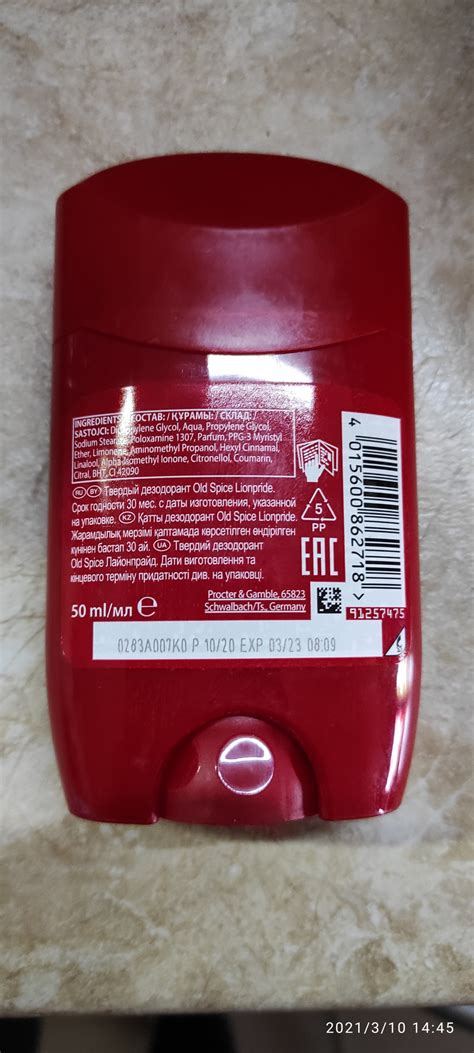 INGREDIENTS / СОСТАВ: / ҚҰРАМЫ: / СКЛАД: /
SASTOJCI: Dipropylene Glycol, Aqua, Propylene Glycol,
Sodium Stearate, Poloxamine 1307, Parfum, PPG-3 Myristyl
Ether, Limonene, Aminomethyl Propanol, Hexyl Cinnamal,
Linalool, Alpha-Isomethyl Ionone, Citronellol, Coumarin,
Citral, BHT, CI 42090
RU BY Твердый дезодорант Old Spice Lionpride.
Срок годности 30 мес. с даты изготовления, указанной
на упаковке. KZ Қатты дезодорант Old Spice Lionpride.
Жарамдылық мерзімі қаптамада көрсетілген өндірілген
күнінен бастап 30 ай. UA Твердий дезодорант
Old Spice Лайонпрайд. Дати виготовлення та
кінцевого терміну придатності див. на упаковці.
5
PP
EAC
Procter & Gamble, 65823
Schwalbach/Ts., Germany
50 ml/мл e
4 015600 862718 >
91257475
0283A007K0 P 10/20 EXP 03/23 08:09
2021/3/10 14:45